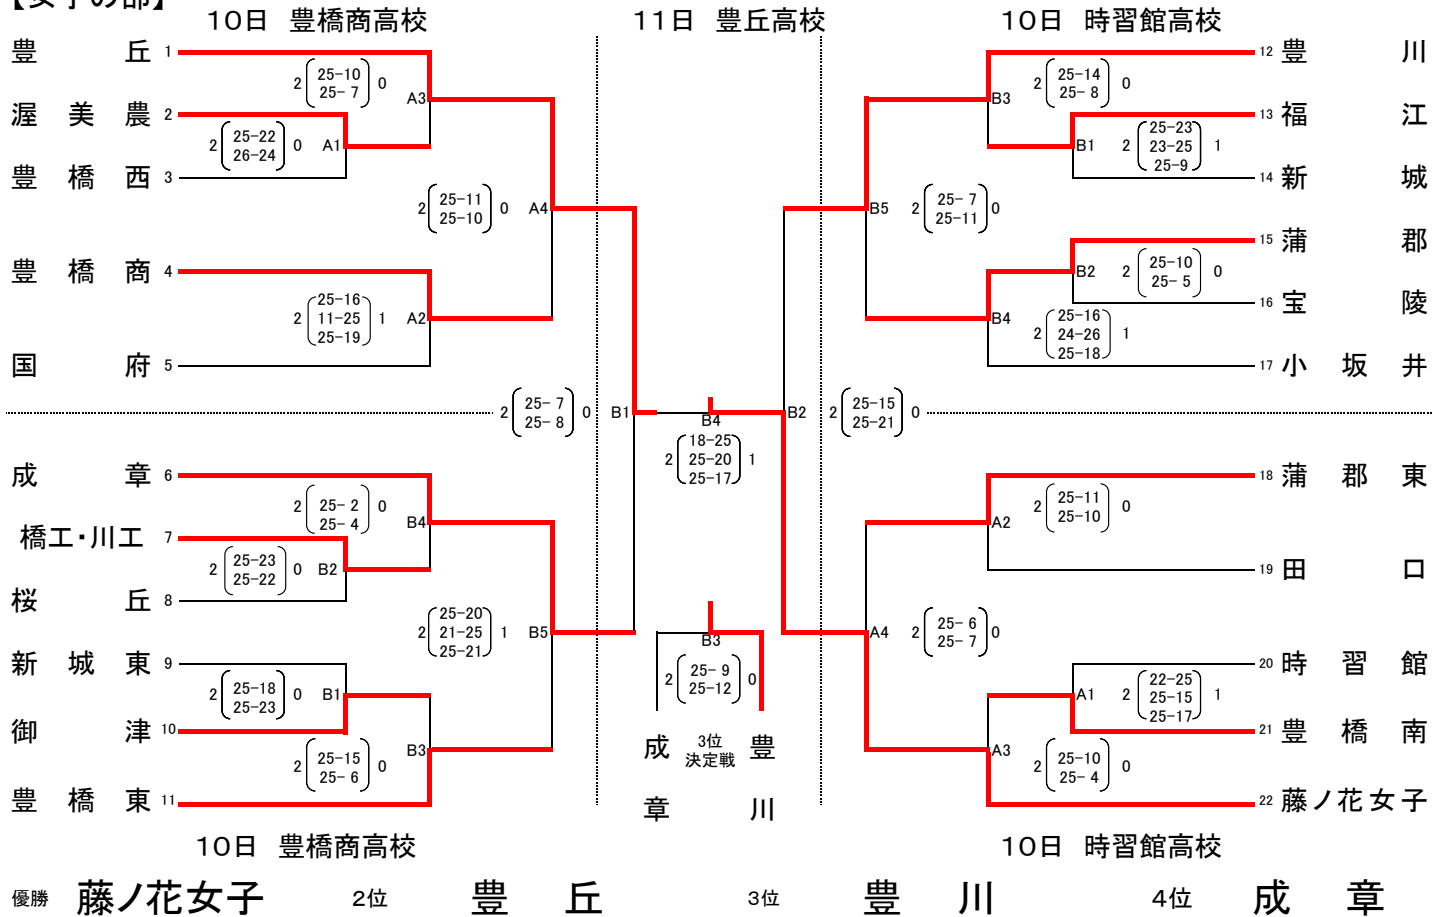 【女子の部】
10日 豊橋商高校
11日 豊丘高校
10日 時習館高校
豊丘 1
2 25-10 25- 7 0 A3
渥美農 2
2 25-22 26-24 0 A1
豊橋西 3
2 25-11 25-10 0 A4
豊橋商 4
2 25-16 11-25 25-19 1 A2
国府 5
2 25- 7 25- 8 0 B1
成章 6
2 25- 2 25- 4 0 B4
橋工・川工 7
2 25-23 25-22 0 B2
桜丘 8
2 25-20 21-25 25-21 1 B5
新城東 9
2 25-18 25-23 0 B1
御津 10
2 25-15 25- 6 0 B3
豊橋東 11
B4
2 18-25 25-20 25-17 1
B3
2 25- 9 25-12 0
成章 3位決定戦 豊川
12 豊川
B3 2 25-14 25- 8 0
13 福江
B1 2 25-23 23-25 25-9 1
14 新城
B5 2 25- 7 25-11 0
15 蒲郡
B2 2 25-10 25- 5 0
16 宝陵
B4 2 25-16 24-26 25-18 1
17 小坂井
B2 2 25-15 25-21 0
18 蒲郡東
A2 2 25-11 25-10 0
19 田口
A4 2 25- 6 25- 7 0
20 時習館
A1 2 22-25 25-15 25-17 1
21 豊橋南
A3 2 25-10 25- 4 0
22 藤ノ花女子
10日 豊橋商高校
10日 時習館高校
優勝 藤ノ花女子 2位 豊丘 3位 豊川 4位 成章